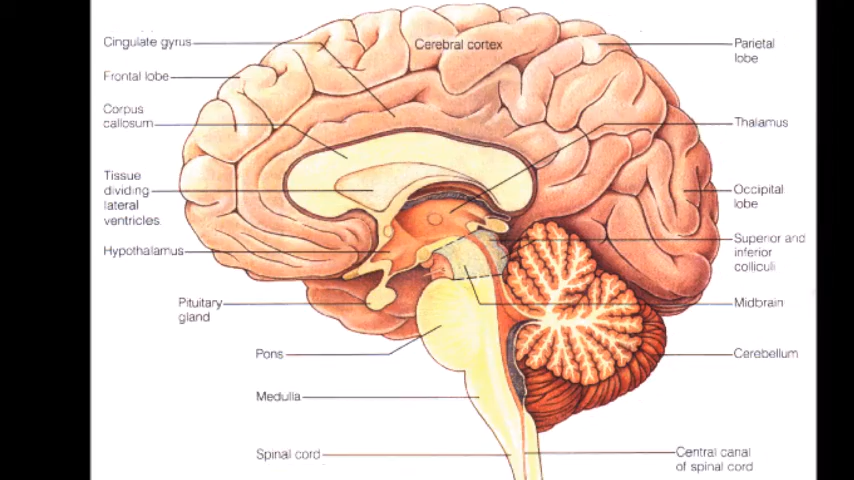 Cingulate gyrus
Cerebral cortex
Parietal
lobe
Frontal lobe
Corpus
callosum
Thalamus
Tissue
dividing
lateral
ventricles
Occipital
lobe
Hypothalamus
Superior and
inferior
colliculi
Pituitary
gland
Midbrain
Pons
Cerebellum
Medulla
Spinal cord
Central canal
of spinal cord